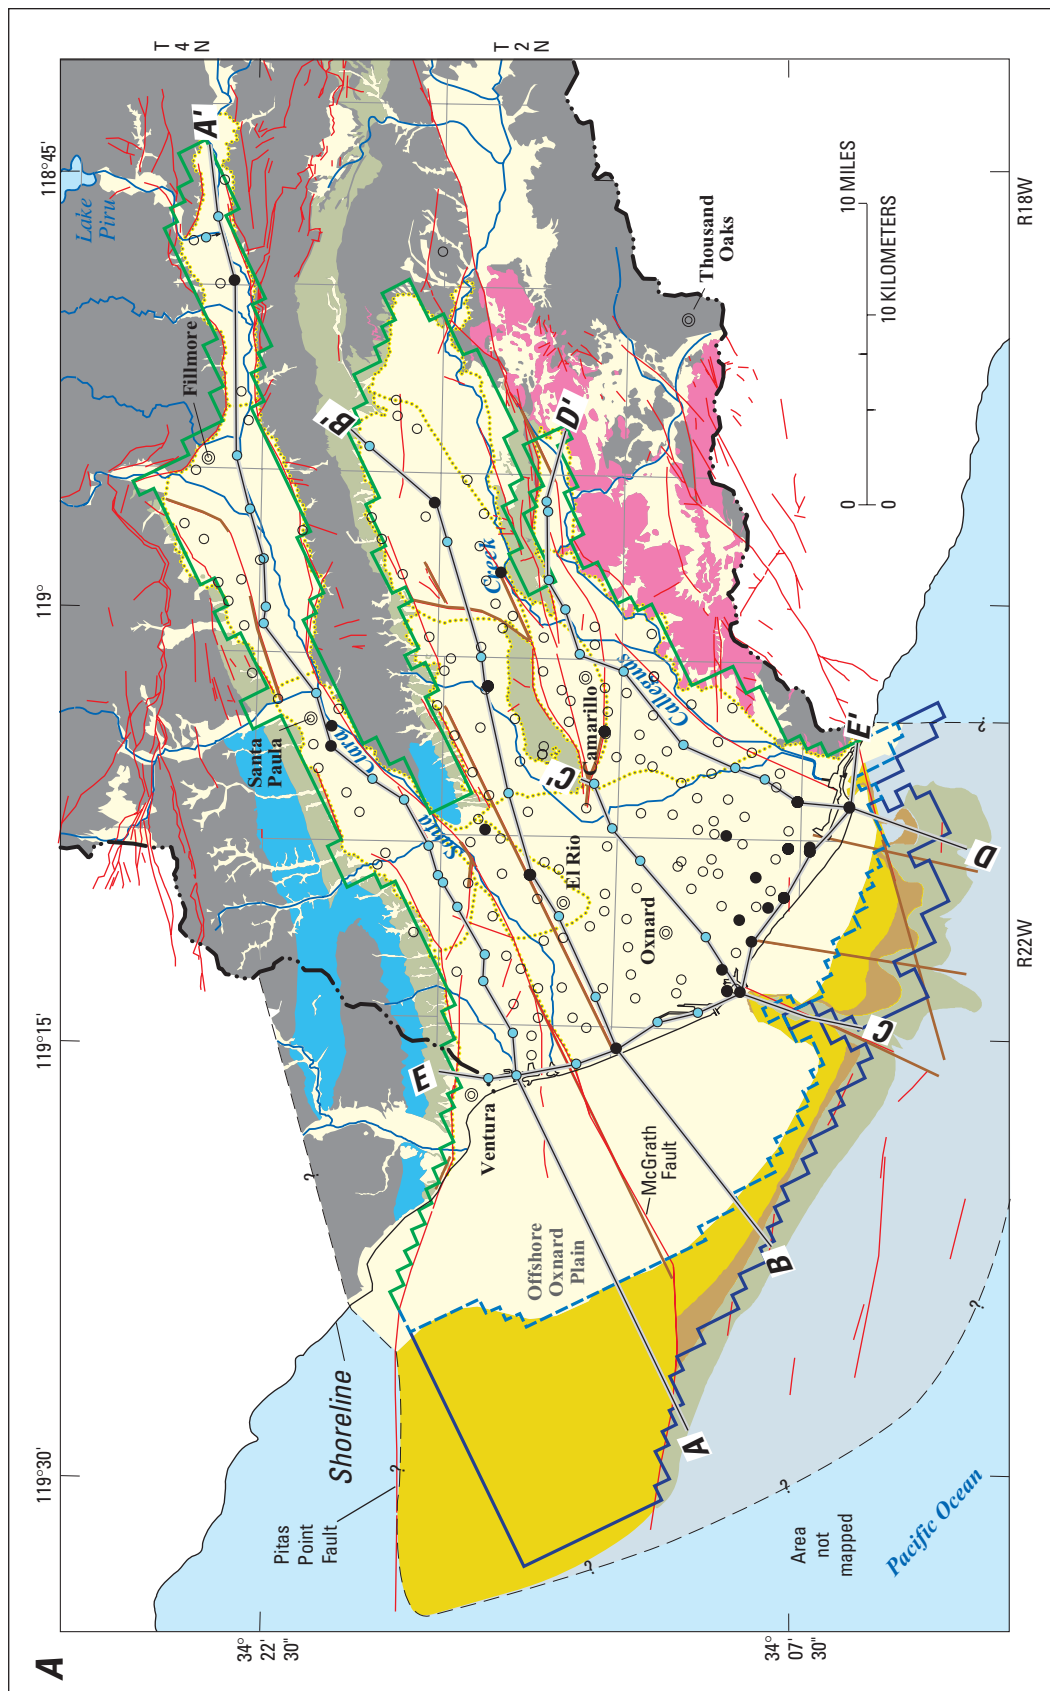 A
119°30'
119°15'
119°
118°45'
34°
22'
30"
34°
07'
30"
T
4
N
T
2
N
R22W
R18W
Lake
Piru
Fillmore
A'
B'
Santa
Paula
Santa
Clara
Shoreline
Pitas
Point
Fault
?
?
?
?
?
?
E
Ventura
Offshore
Oxnard
Plain
McGrath
Fault
El Rio
Oxnard
Camarillo
C'
Creek
Calleguas
D'
Thousand
Oaks
E'
A
B
C
D
Area
not
mapped
Pacific Ocean
0
10 MILES
0
10 KILOMETERS